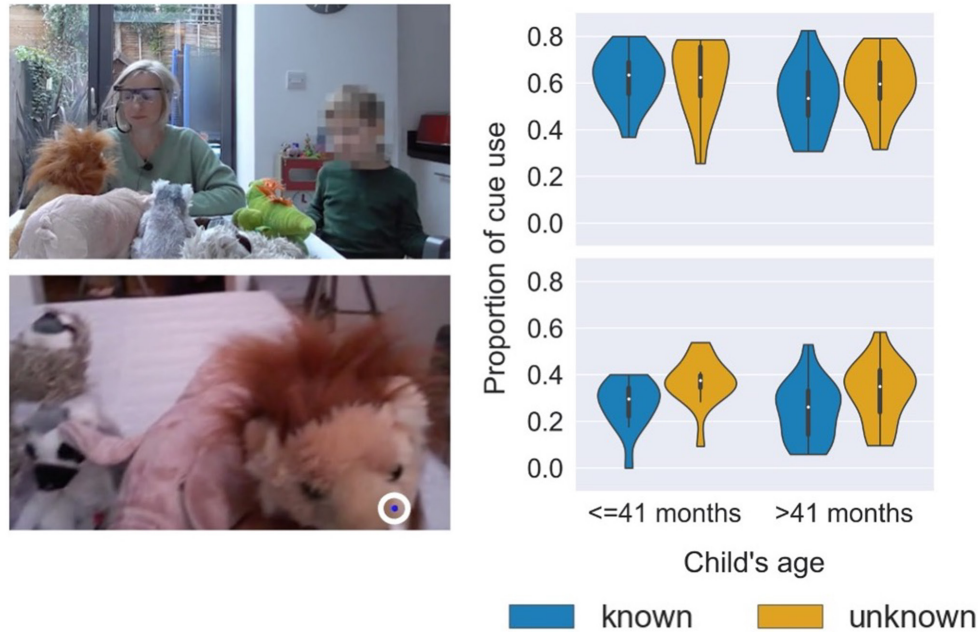 Proportion of cue use
0.8
0.6
0.4
0.2
0.0
0.8
0.6
0.4
0.2
0.0
<=41 months >41 months
Child's age
known unknown